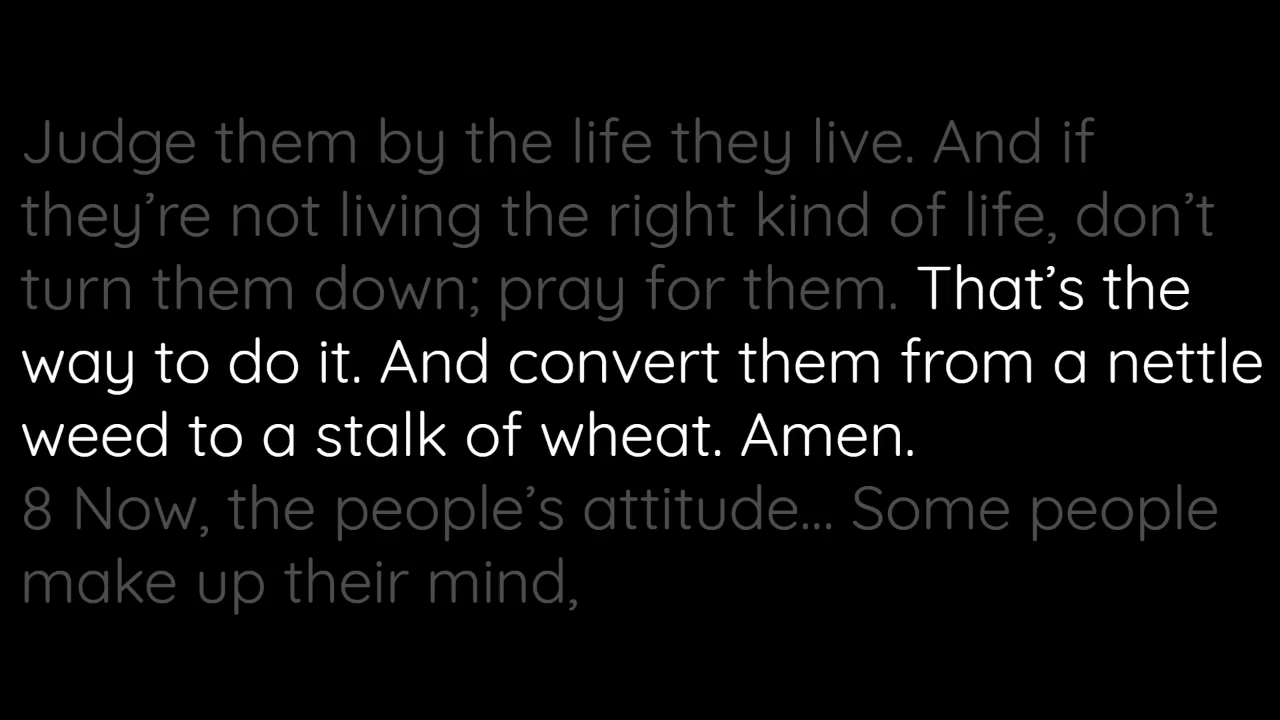 Judge them by the life they live. And if
they’re not living the right kind of life, don’t
turn them down; pray for them. That’s the
way to do it. And convert them from a nettle
weed to a stalk of wheat. Amen.
8 Now, the people’s attitude... Some people
make up their mind,